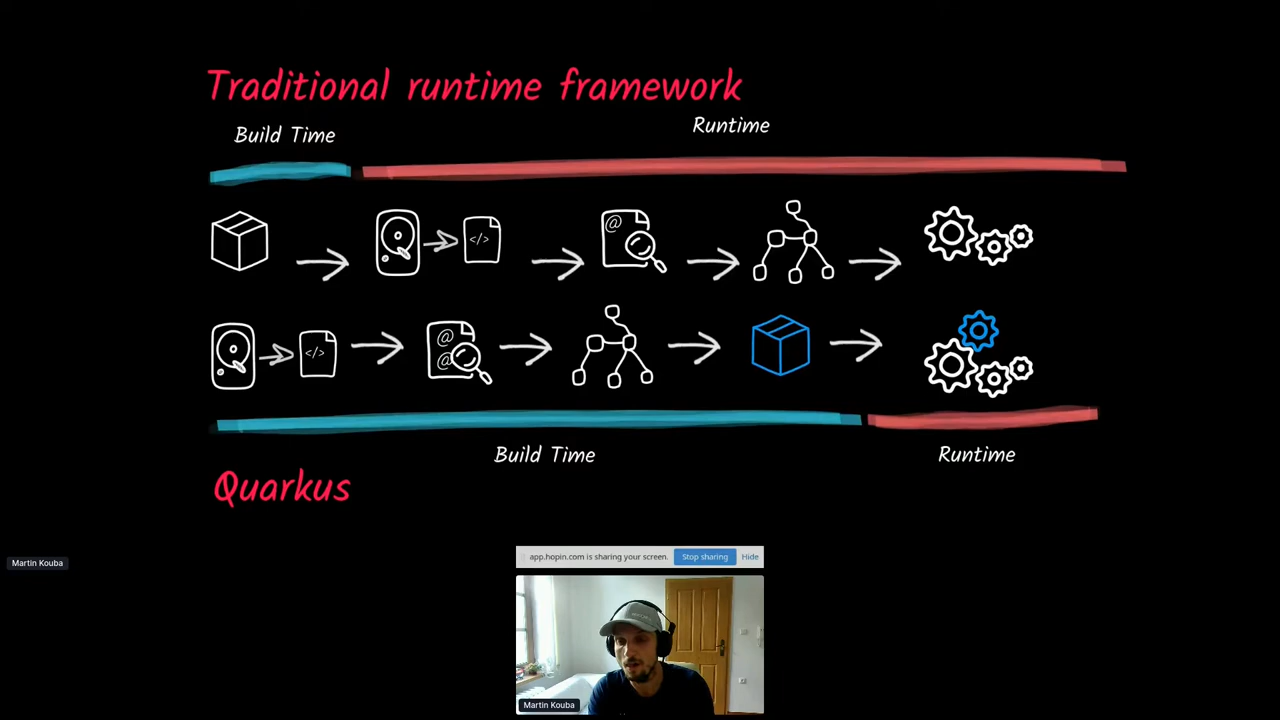 Traditional runtime framework
Build Time
Runtime
</>
@
</>
@
@
Build Time
Runtime
Quarkus
app.hopin.com is sharing your screen.
Stop sharing
Hide
Martin Kouba
Martin Kouba